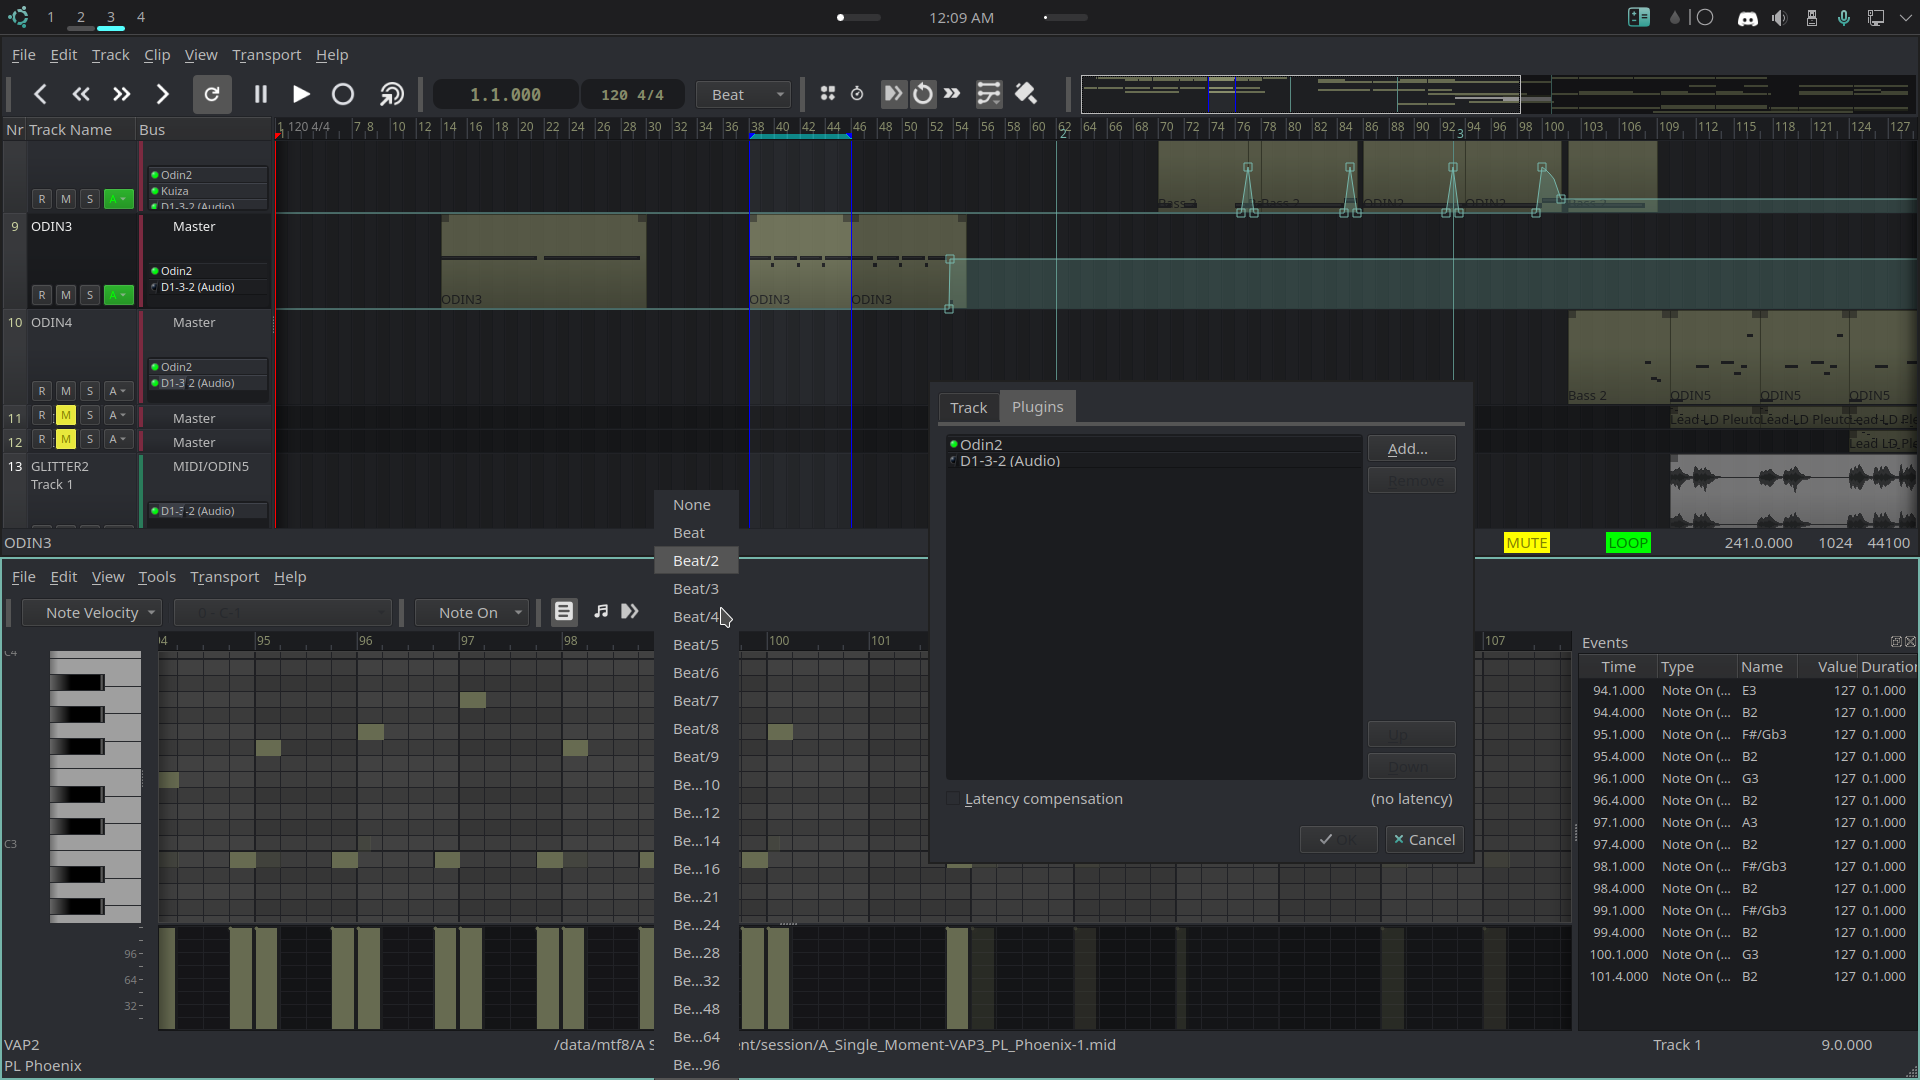 1 2 3 4 12:09 AM
File Edit Track Clip View Transport Help
1.1.000 120 4/4 Beat
Nr Track Name Bus
1 120 4/4 7 8 10 12 14 16 18 20 22 24 26 28 30 32 34 36 38 40 42 44 46 48 50 52 54 56 58 60 62 64 66 68 70 72 74 76 78 80 82 84 86 88 90 92 94 96 98 100 103 106 109 112 115 118 121 124 127
2 3
Odin2
Kuiza
D1-3-2 (Audio)
R M S A
Bass 2 Bass 2 ODIN2 ODIN2 Bass 2
9 ODIN3 Master
Odin2
D1-3-2 (Audio)
R M S A
ODIN3 ODIN3 ODIN3
10 ODIN4 Master
Odin2
D1-3 2 (Audio)
R M S A
Bass 2 ODIN5 ODIN5 ODIN5
11 R M S A Master
Lead-LD Pleuto Lead-LD Pleuto Lead-LD Ple
12 R M S A Master
Lead LD Ple
13 GLITTER2 MIDI/ODIN5
Track 1
D1-3-2 (Audio)
ODIN3 MUTE LOOP 241.0.000 1024 44100
Track Plugins
Odin2
D1-3-2 (Audio)
Add...
Remove
Up
Down
Latency compensation (no latency)
OK Cancel
File Edit View Tools Transport Help
Note Velocity 0 - C-1 Note On
94 95 96 97 98 100 101 107
None
Beat
Beat/2
Beat/3
Beat/4
Beat/5
Beat/6
Beat/7
Beat/8
Beat/9
Be...10
Be...12
Be...14
Be...16
Be...21
Be...24
Be...28
Be...32
Be...48
Be...64
Be...96
C4
C3
96
64
32
Events
Time Type Name Value Duration
94.1.000 Note On (... E3 127 0.1.000
94.4.000 Note On (... B2 127 0.1.000
95.1.000 Note On (... F#/Gb3 127 0.1.000
95.4.000 Note On (... B2 127 0.1.000
96.1.000 Note On (... G3 127 0.1.000
96.4.000 Note On (... B2 127 0.1.000
97.1.000 Note On (... A3 127 0.1.000
97.4.000 Note On (... B2 127 0.1.000
98.1.000 Note On (... F#/Gb3 127 0.1.000
98.4.000 Note On (... B2 127 0.1.000
99.1.000 Note On (... F#/Gb3 127 0.1.000
99.4.000 Note On (... B2 127 0.1.000
100.1.000 Note On (... G3 127 0.1.000
101.4.000 Note On (... B2 127 0.1.000
VAP2 /data/mtf8/A S nt/session/A_Single_Moment-VAP3_PL_Phoenix-1.mid Track 1 9.0.000
PL Phoenix